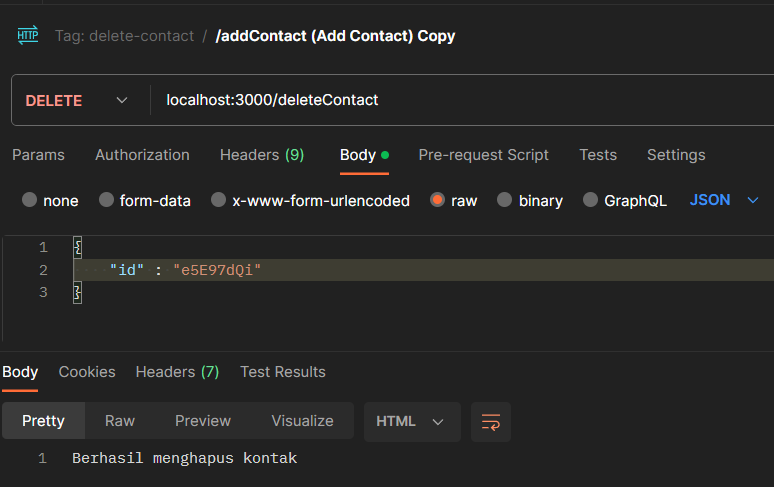 HTTP Tag: delete-contact / /addContact (Add Contact) Copy
DELETE localhost:3000/deleteContact
Params Authorization Headers (9) Body Pre-request Script Tests Settings
none form-data x-www-form-urlencoded raw binary GraphQL JSON
1 {
2 "id" : "e5E97dQi"
3 }
Body Cookies Headers (7) Test Results
Pretty Raw Preview Visualize HTML
1 Berhasil menghapus kontak